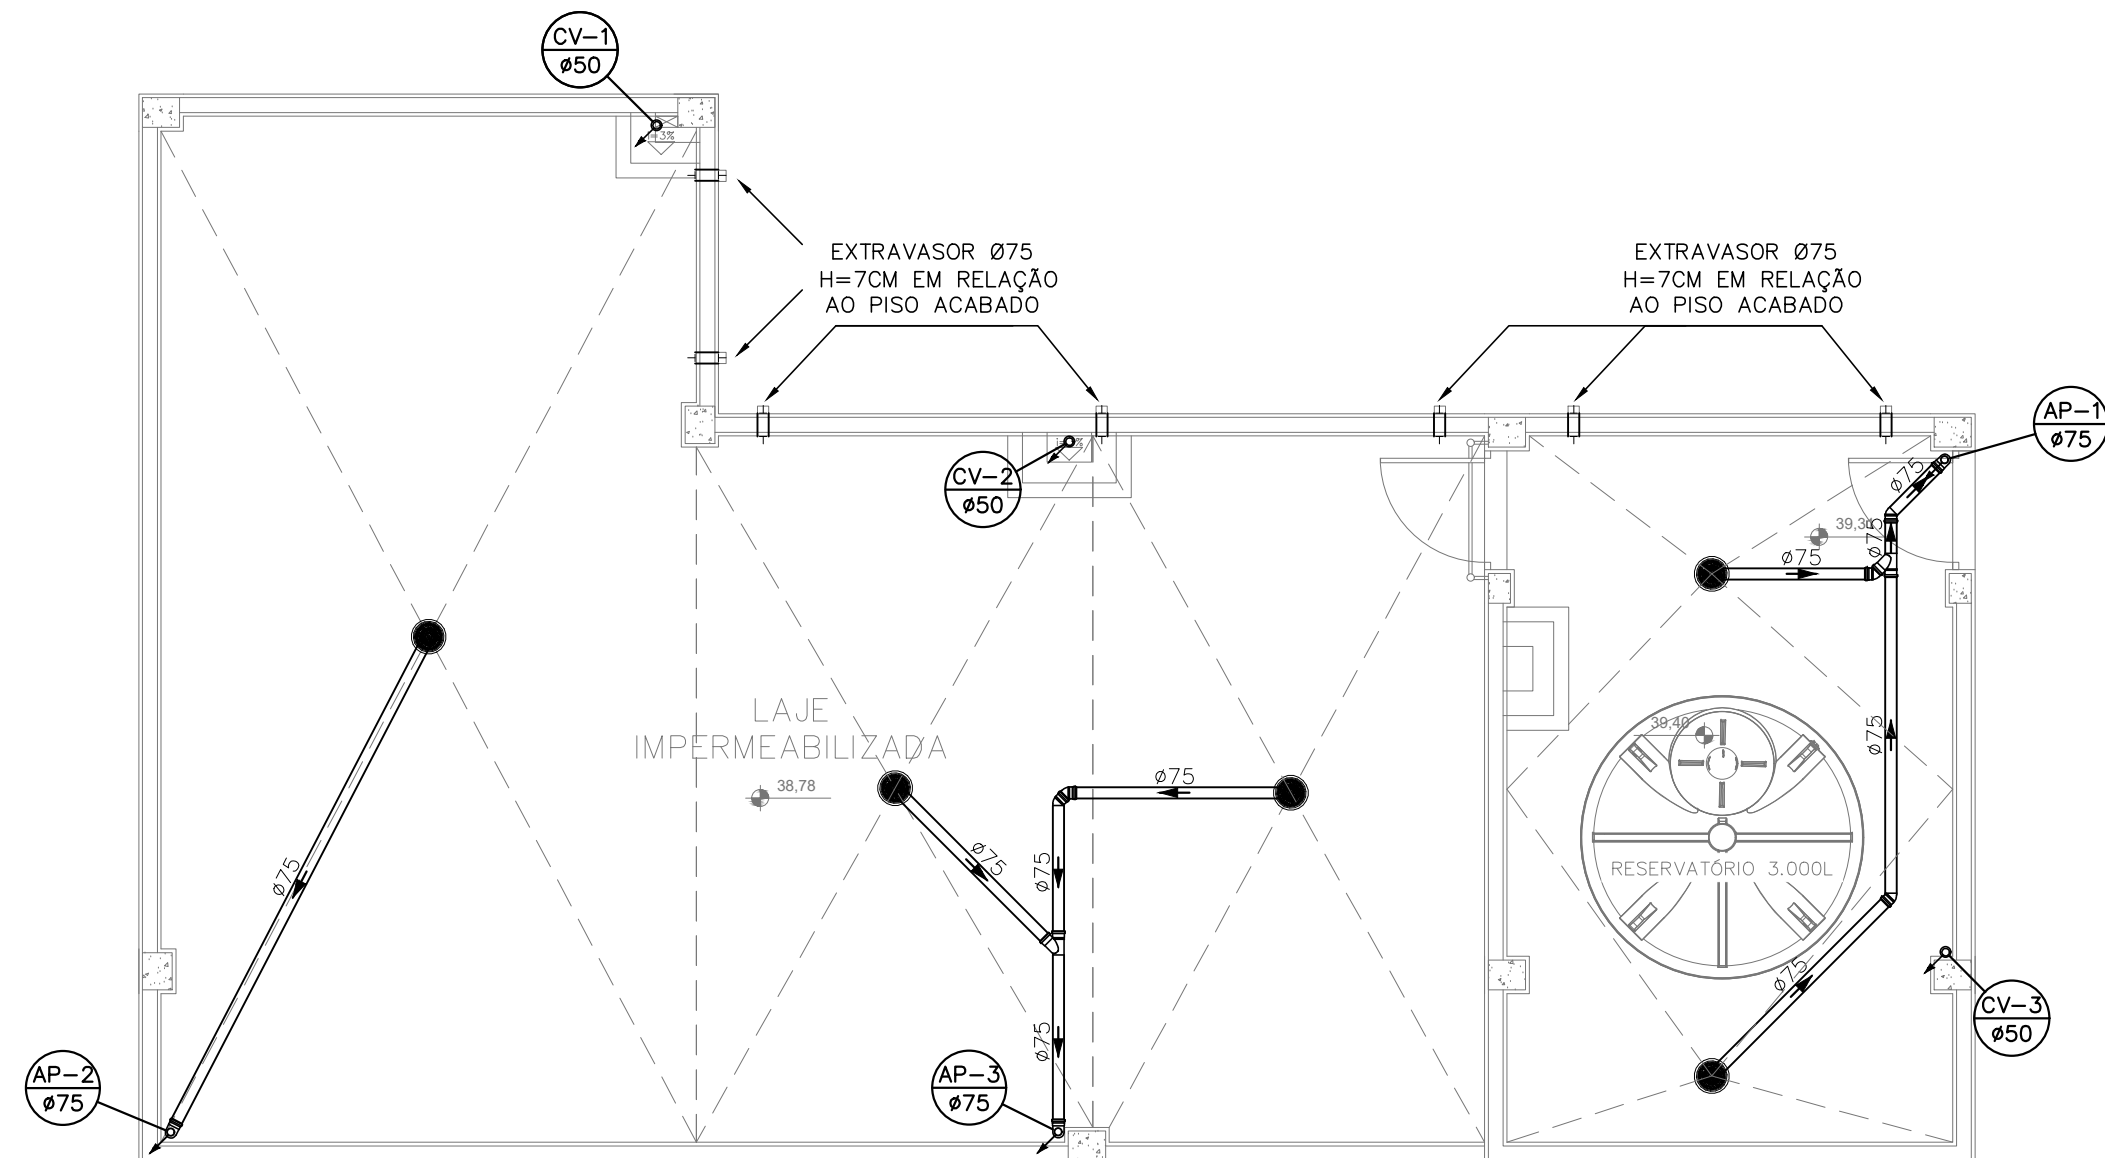 CV-1
ø50
i=3%
EXTRAVASOR Ø75
H=7CM EM RELAÇÃO
AO PISO ACABADO
EXTRAVASOR Ø75
H=7CM EM RELAÇÃO
AO PISO ACABADO
AP-1
ø75
CV-2
ø50
ø75
ø75
ø75
LAJE
IMPERMEABILIZADA
38,78
39,40
ø75
ø75
ø75
ø75
RESERVATÓRIO 3.000L
ø75
ø75
ø75
CV-3
ø50
AP-2
ø75
AP-3
ø75